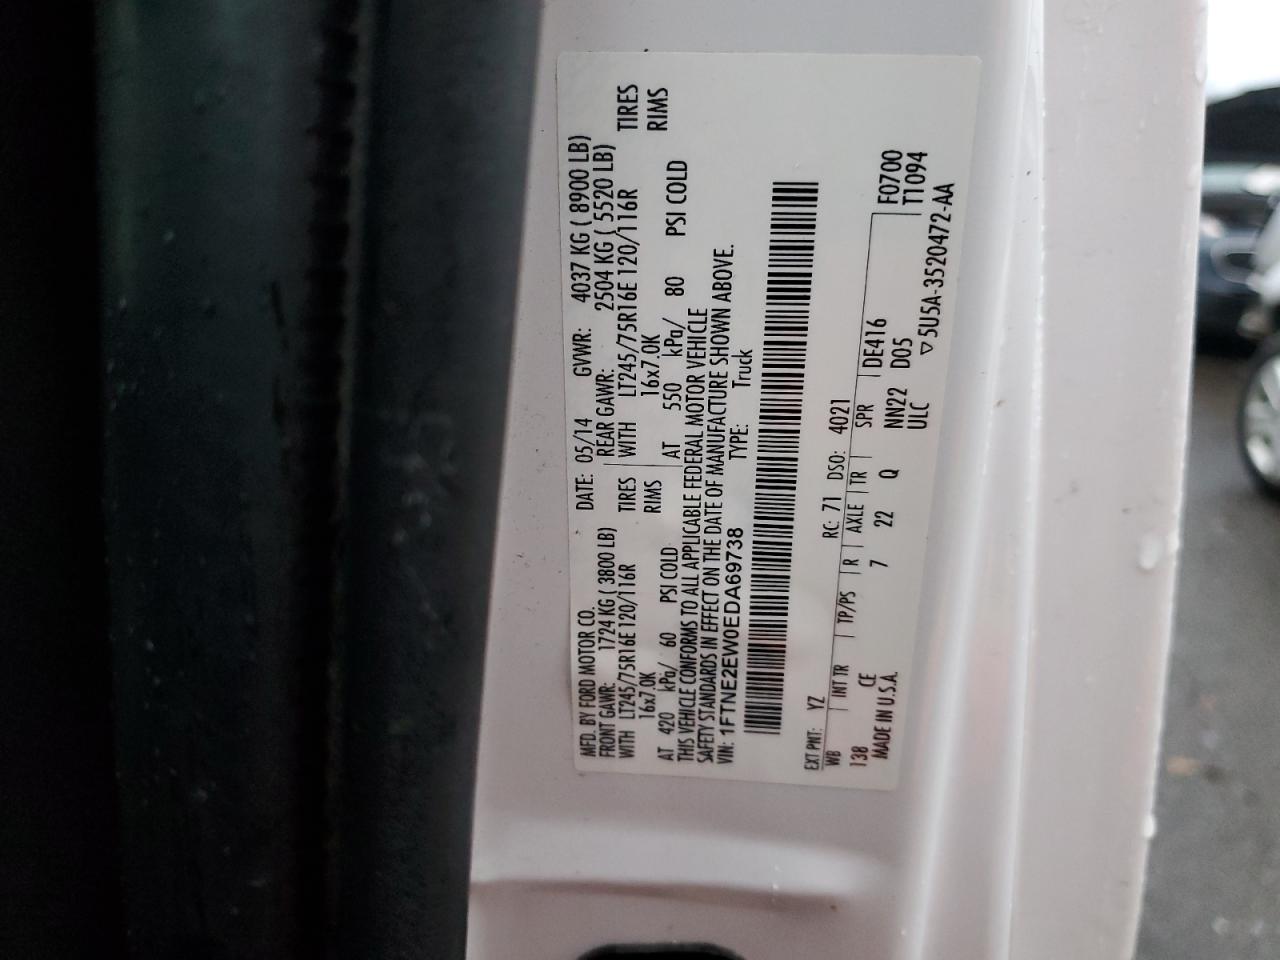 MFD. BY FORD MOTOR CO.
DATE: 05/14 GVWR: 4037 KG ( 8900 LB)
FRONT GAWR: 1724 KG ( 3800 LB)
REAR GAWR: 2504 KG ( 5520 LB)
WITH LT245/75R16E 120/116R TIRES
WITH LT245/75R16E 120/116R TIRES
16x7.0K RIMS
16x7.0K RIMS
AT 420 kPa/ 60 PSI COLD
AT 550 kPa/ 80 PSI COLD
THIS VEHICLE CONFORMS TO ALL APPLICABLE FEDERAL MOTOR VEHICLE
SAFETY STANDARDS IN EFFECT ON THE DATE OF MANUFACTURE SHOWN ABOVE.
VIN: 1FTNE2EW0EDA69738 TYPE: Truck
EXT PNT: YZ RC: 71 DSO: 4021
WB INT TR TP/PS R AXLE TR SPR DE416 F0700
138 CE 7 22 Q NN22 D05 T1094
MADE IN U.S.A. ULC
▽5U5A-3520472-AA